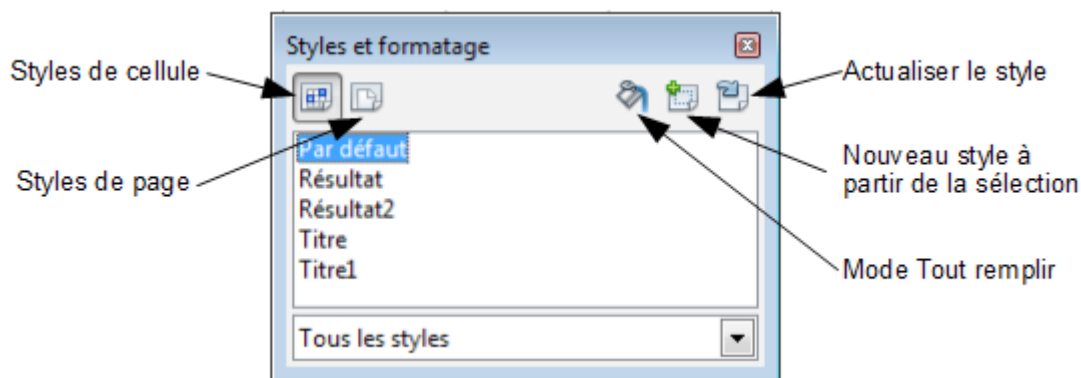 Styles et formatage
Styles de cellule
Actualiser le style
Par défaut
Résultat
Résultat2
Titre
Titre1
Styles de page
Nouveau style à
partir de la sélection
Mode Tout remplir
Tous les styles